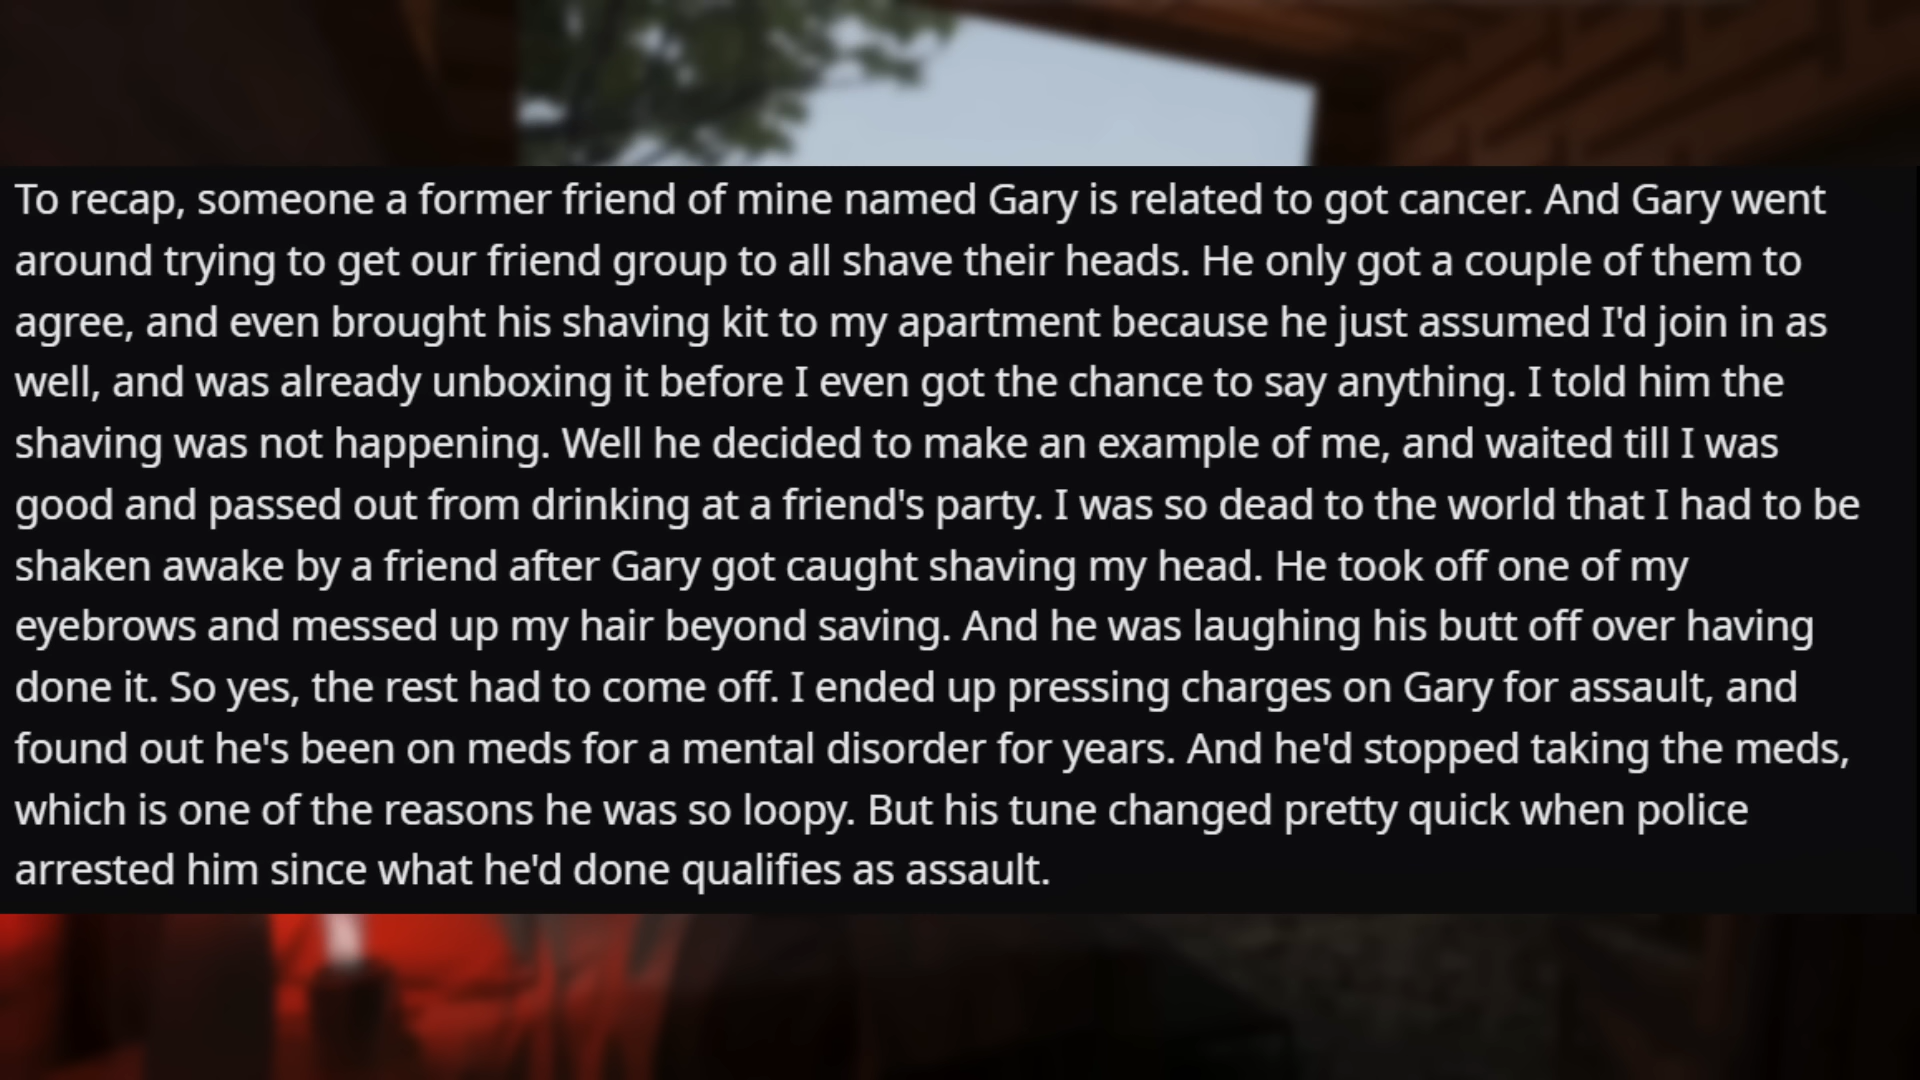 To recap, someone a former friend of mine named Gary is related to got cancer. And Gary went
around trying to get our friend group to all shave their heads. He only got a couple of them to
agree, and even brought his shaving kit to my apartment because he just assumed I'd join in as
well, and was already unboxing it before I even got the chance to say anything. I told him the
shaving was not happening. Well he decided to make an example of me, and waited till I was
good and passed out from drinking at a friend's party. I was so dead to the world that I had to be
shaken awake by a friend after Gary got caught shaving my head. He took off one of my
eyebrows and messed up my hair beyond saving. And he was laughing his butt off over having
done it. So yes, the rest had to come off. I ended up pressing charges on Gary for assault, and
found out he's been on meds for a mental disorder for years. And he'd stopped taking the meds,
which is one of the reasons he was so loopy. But his tune changed pretty quick when police
arrested him since what he'd done qualifies as assault.